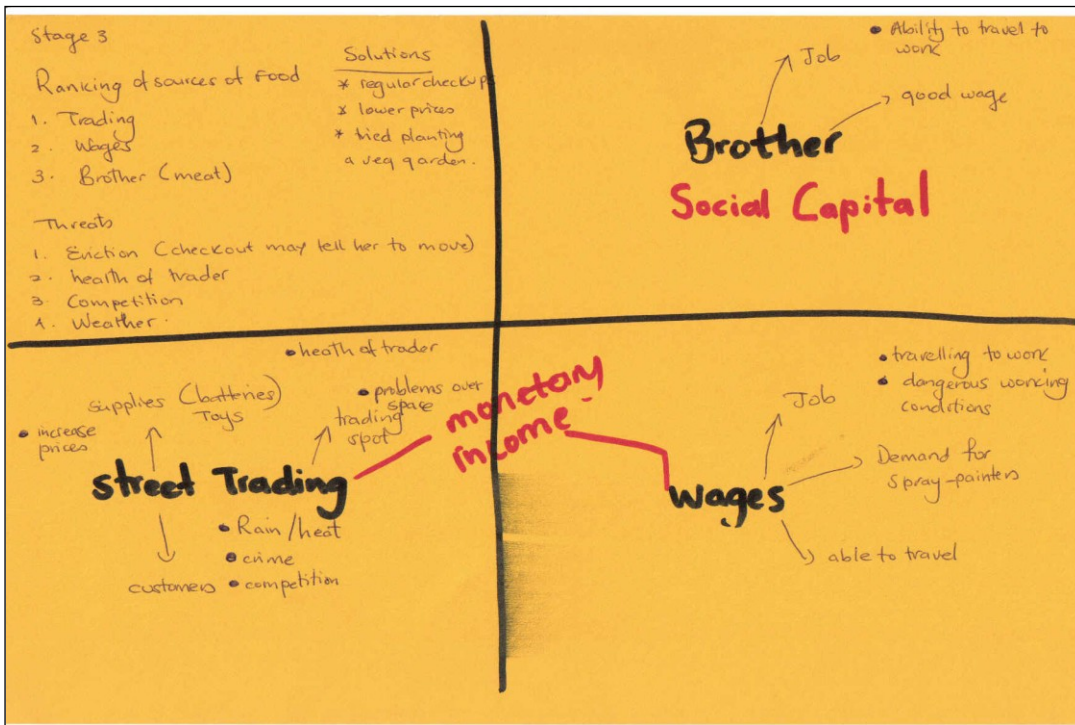 Stage 3
Ranking of sources of Food
1. Trading
2. Wages
3. Brother (meat)
Solutions
* regular checkups
* lower prices
* tried planting
a veg garden.
Threats
1. Eviction (checkout may tell her to move)
2. health of trader
3. Competition
4. Weather.
• Ability to travel to
work
Job
good wage
Brother
Social Capital
• heath of trader
supplies (batteries)
Toys
• increase
prices
• problems over
space
trading
spot
street Trading
• Rain/heat
• crime
• competition
customers
monetary
income
• travelling to work
• dangerous working
conditions
Job
Demand for
spray-painters
wages
able to travel